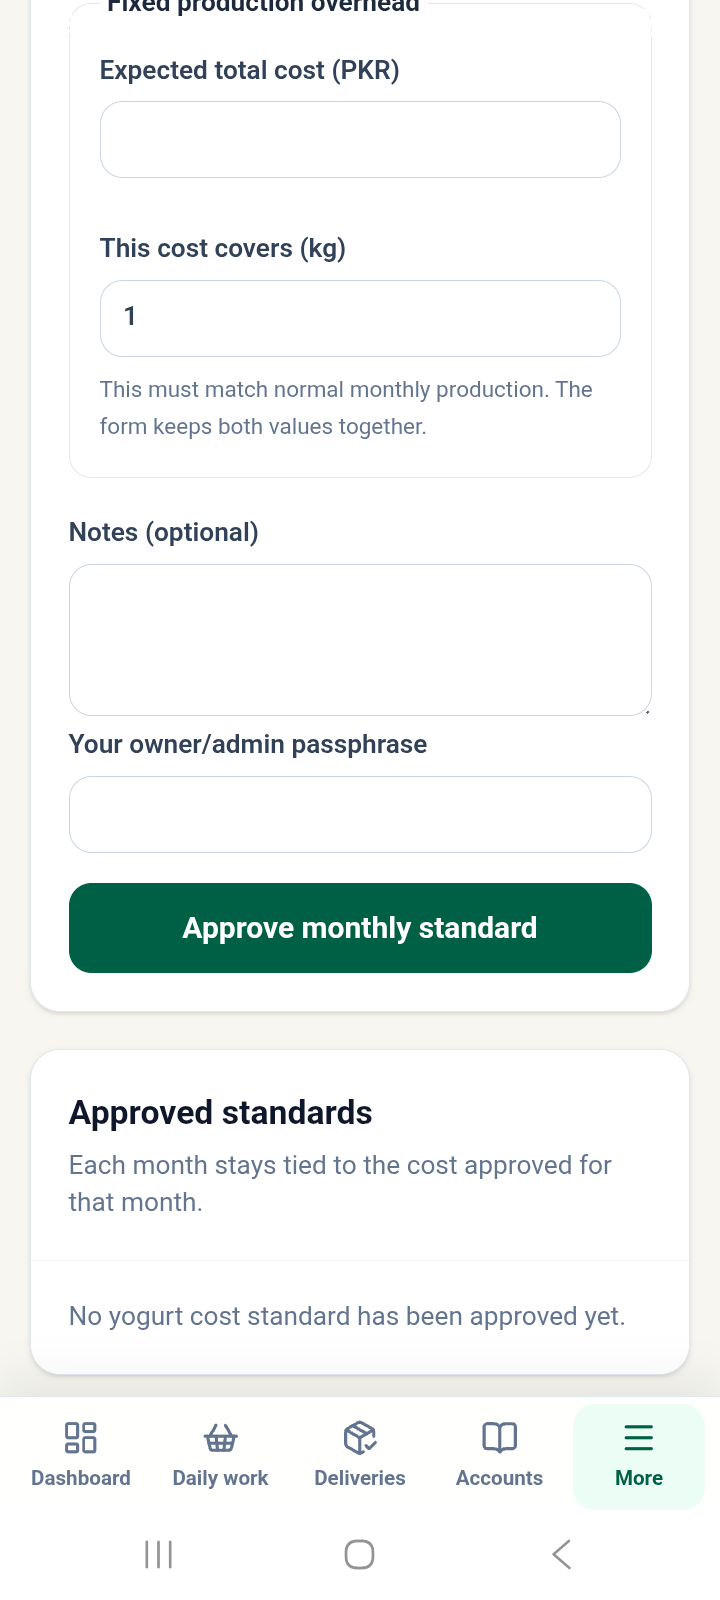 Fixed production overhead
Expected total cost (PKR)
This cost covers (kg)
1
This must match normal monthly production. The
form keeps both values together.
Notes (optional)
Your owner/admin passphrase
Approve monthly standard
Approved standards
Each month stays tied to the cost approved for
that month.
No yogurt cost standard has been approved yet.
Dashboard
Daily work
Deliveries
Accounts
More